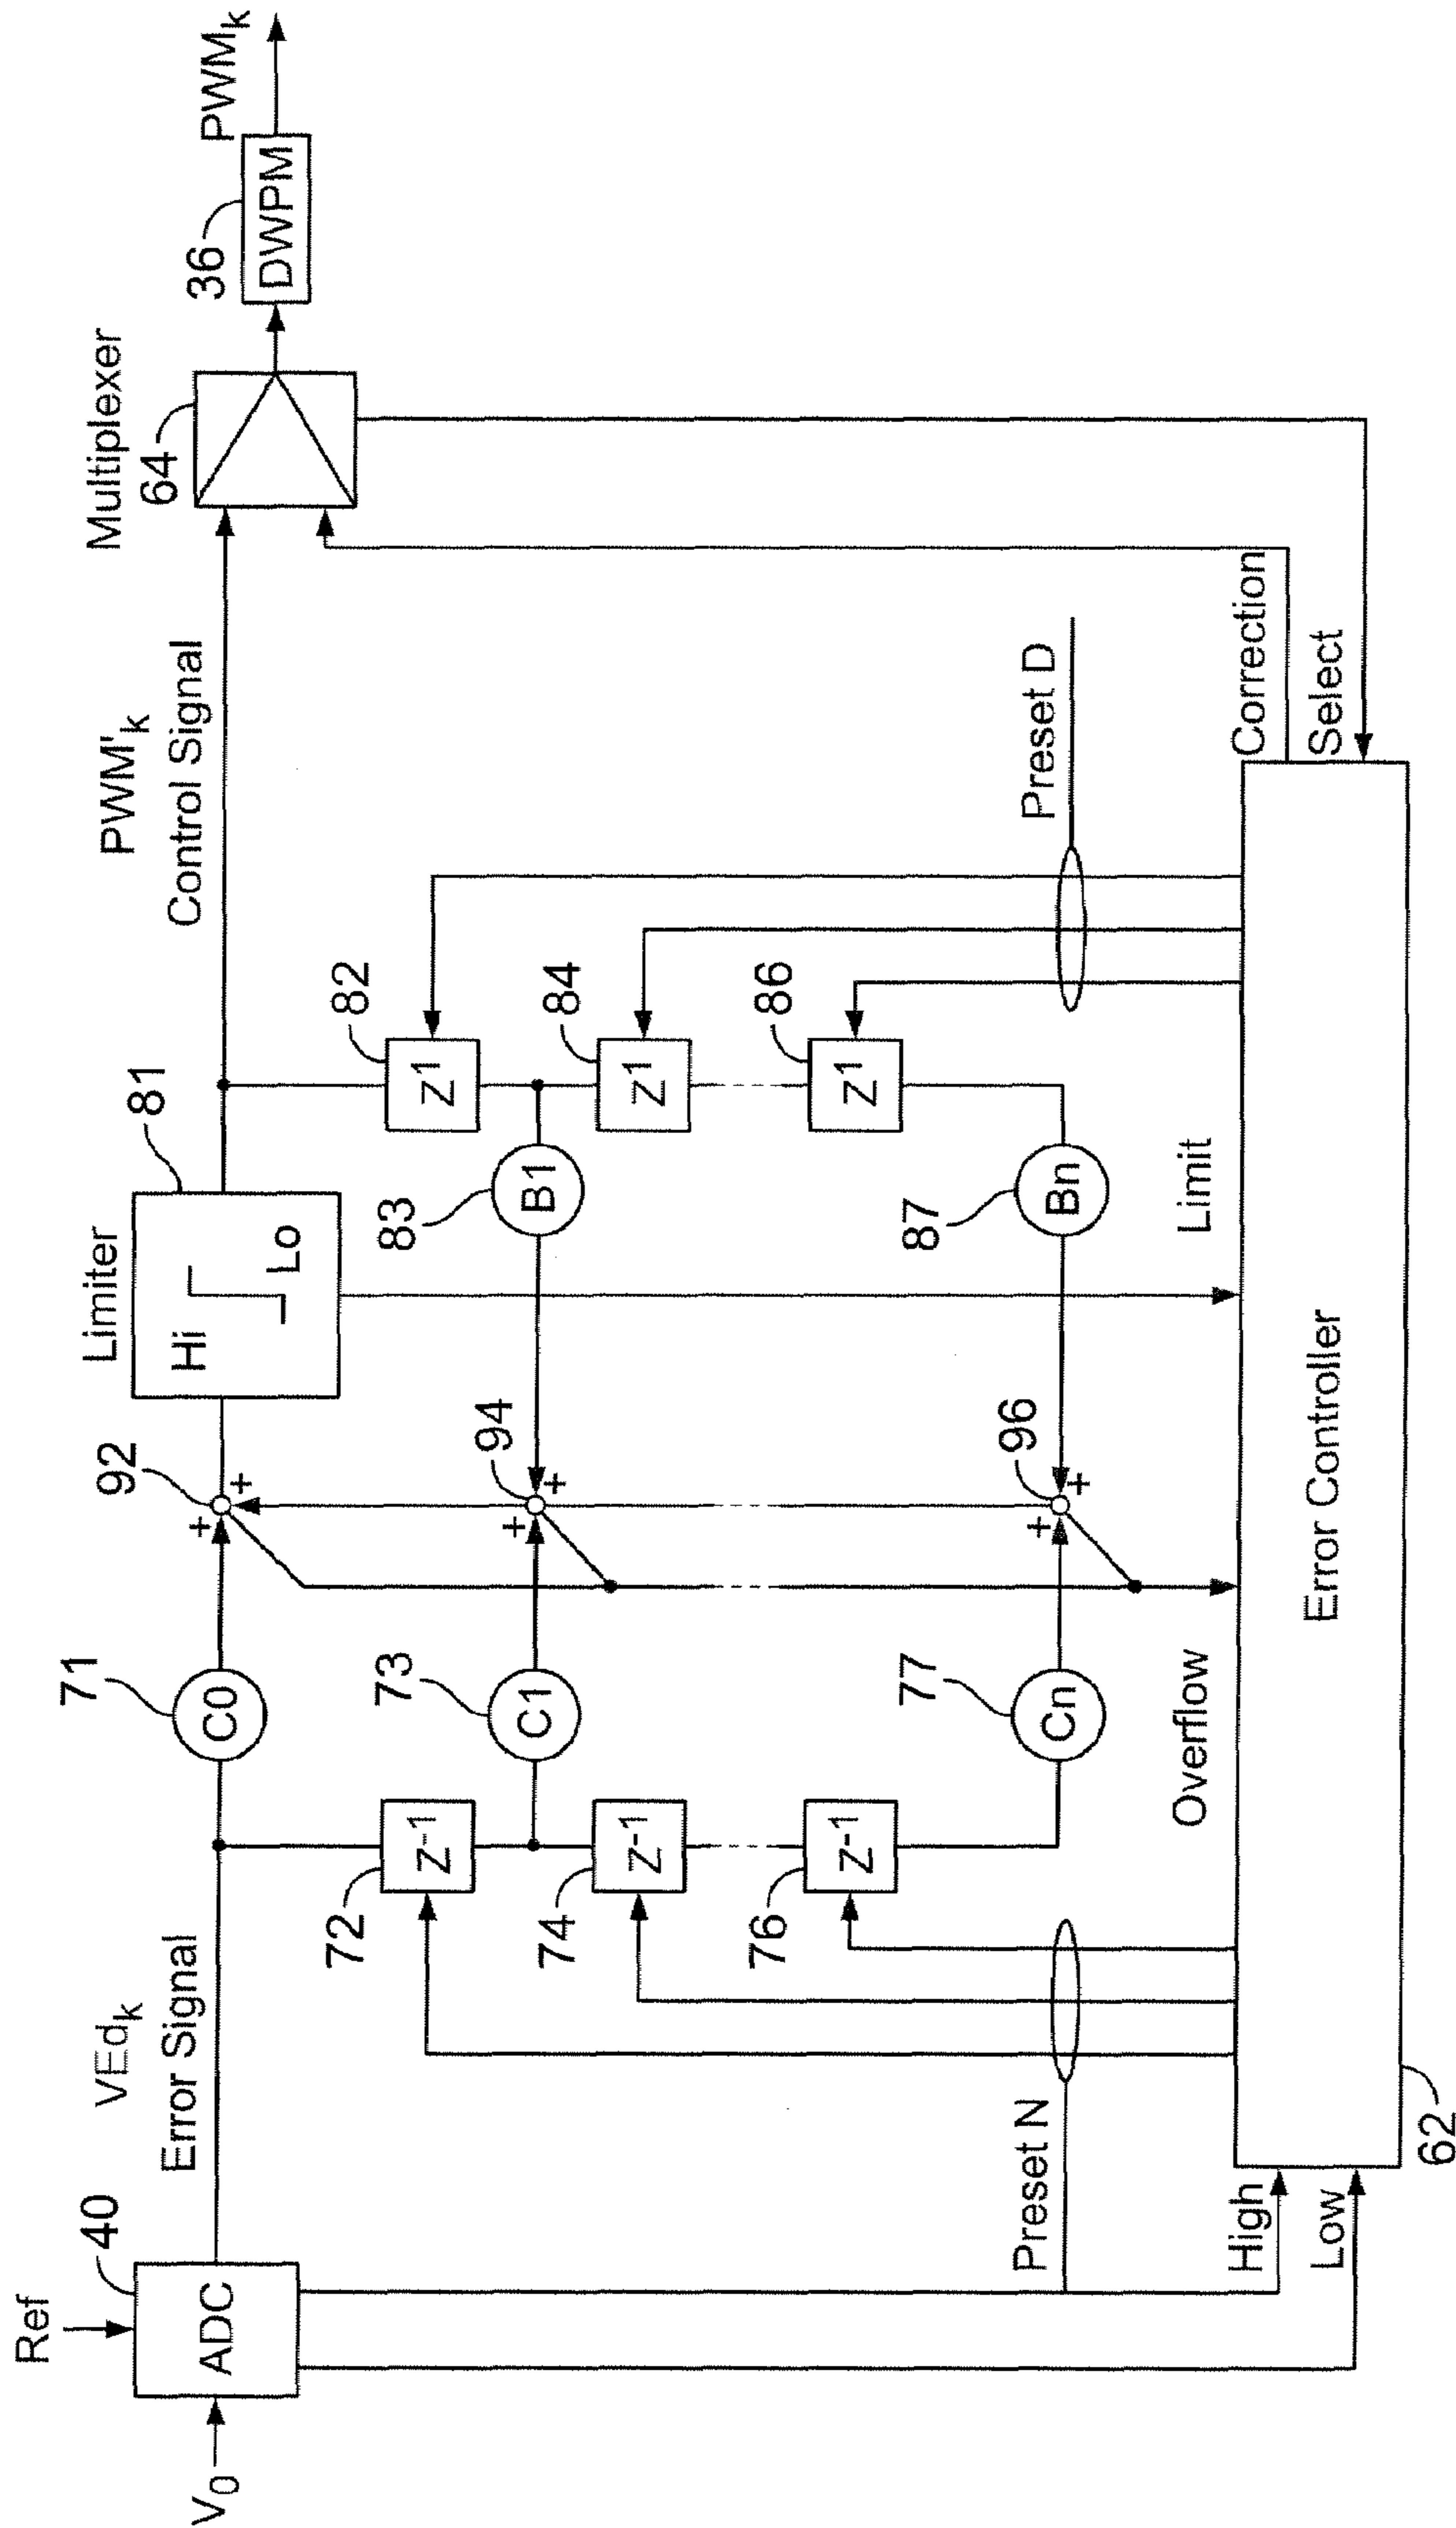 V0
Ref
ADC
40
VEdk
Error Signal
71
C0
92
+
+
Limiter
81
Hi
Lo
PWM'k
Control Signal
Multiplexer
64
36
DWPM
PWMk
72
z-1
73
C1
94
+
+
83
B1
82
z1
74
z-1
84
z1
76
z-1
86
z1
77
Cn
96
+
+
87
Bn
Preset N
Overflow
Limit
Preset D
High
Low
Error Controller
Correction
Select
62